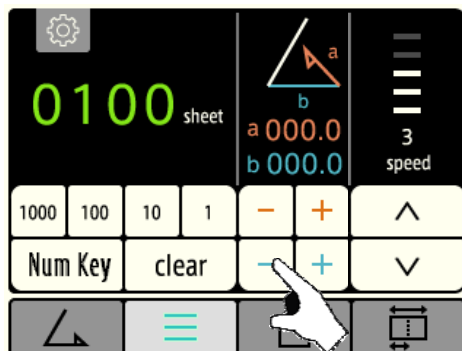 0100 sheet
a
b
a 000.0
b 000.0
3
speed
1000 100 10 1 - +
Num Key clear - +